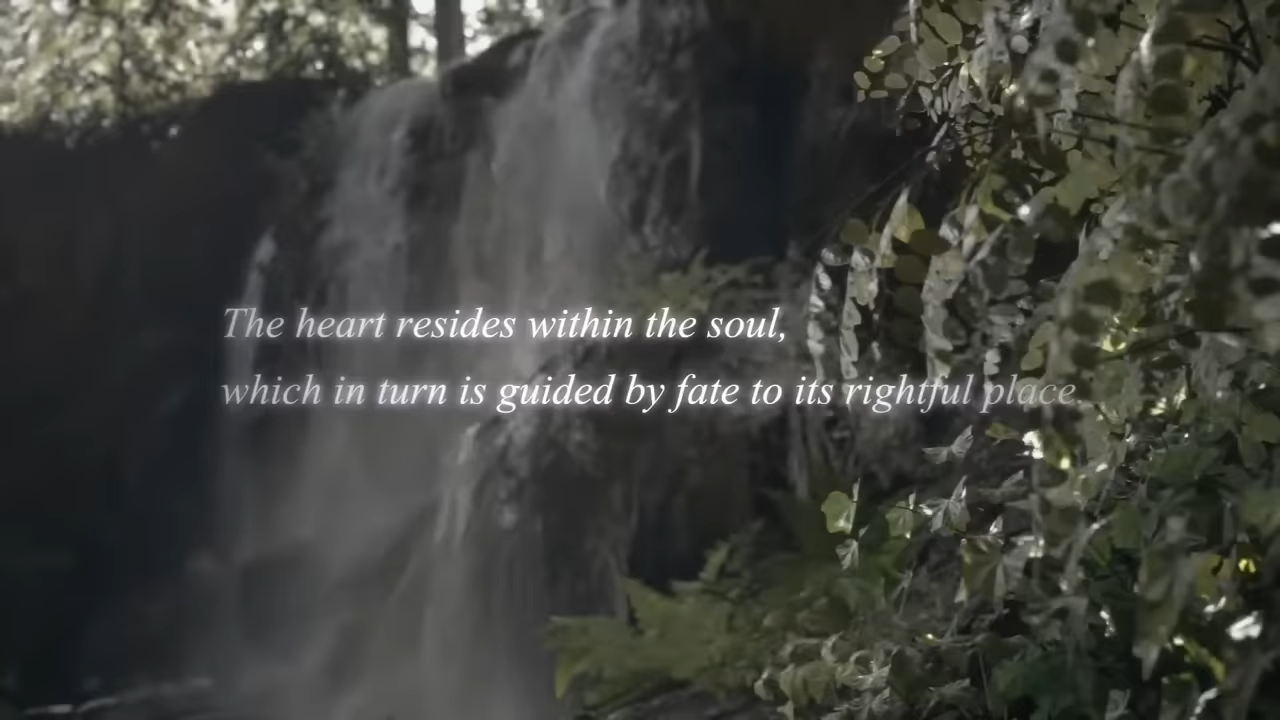 The heart resides within the soul,
which in turn is guided by fate to its rightful place.